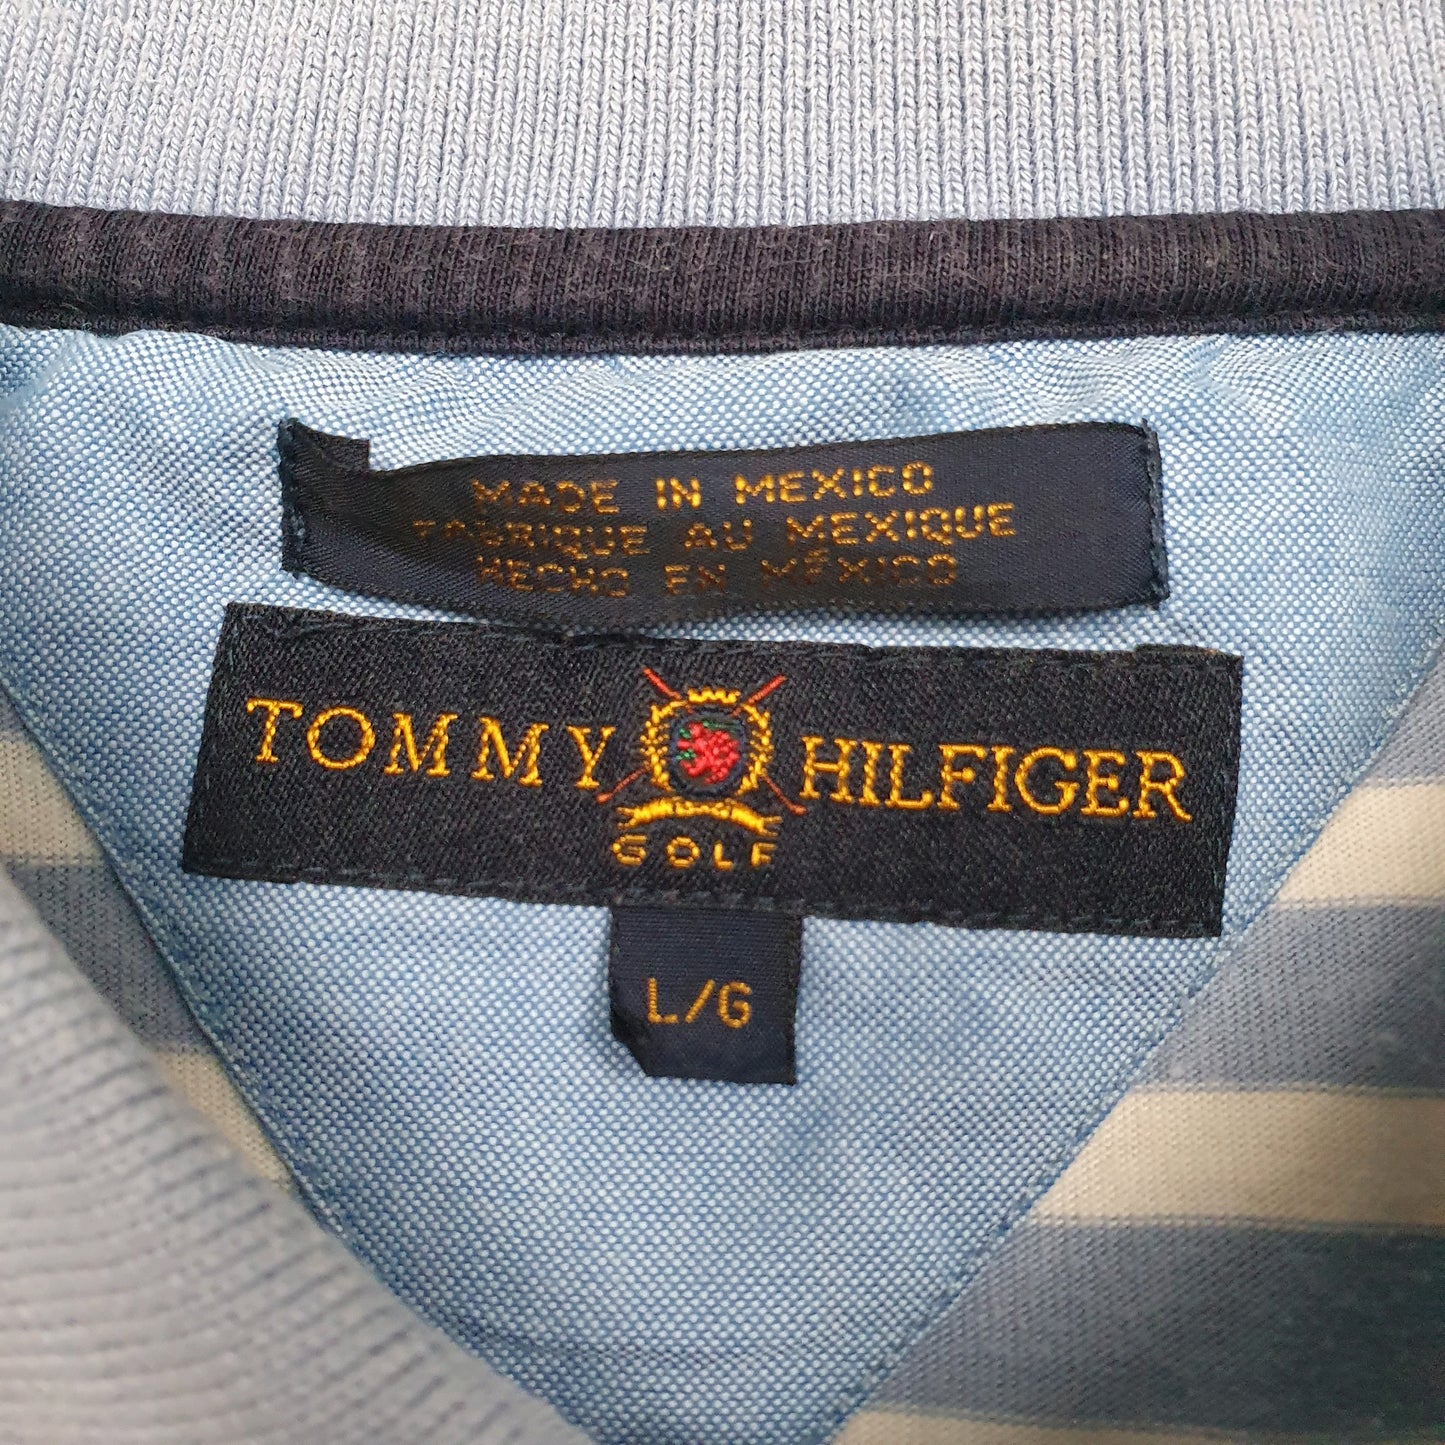 MADE IN MEXICO
FABRIQUE AU MEXIQUE
HECHO EN MÉXICO
TOMMY HILFIGER
GOLF
L/G